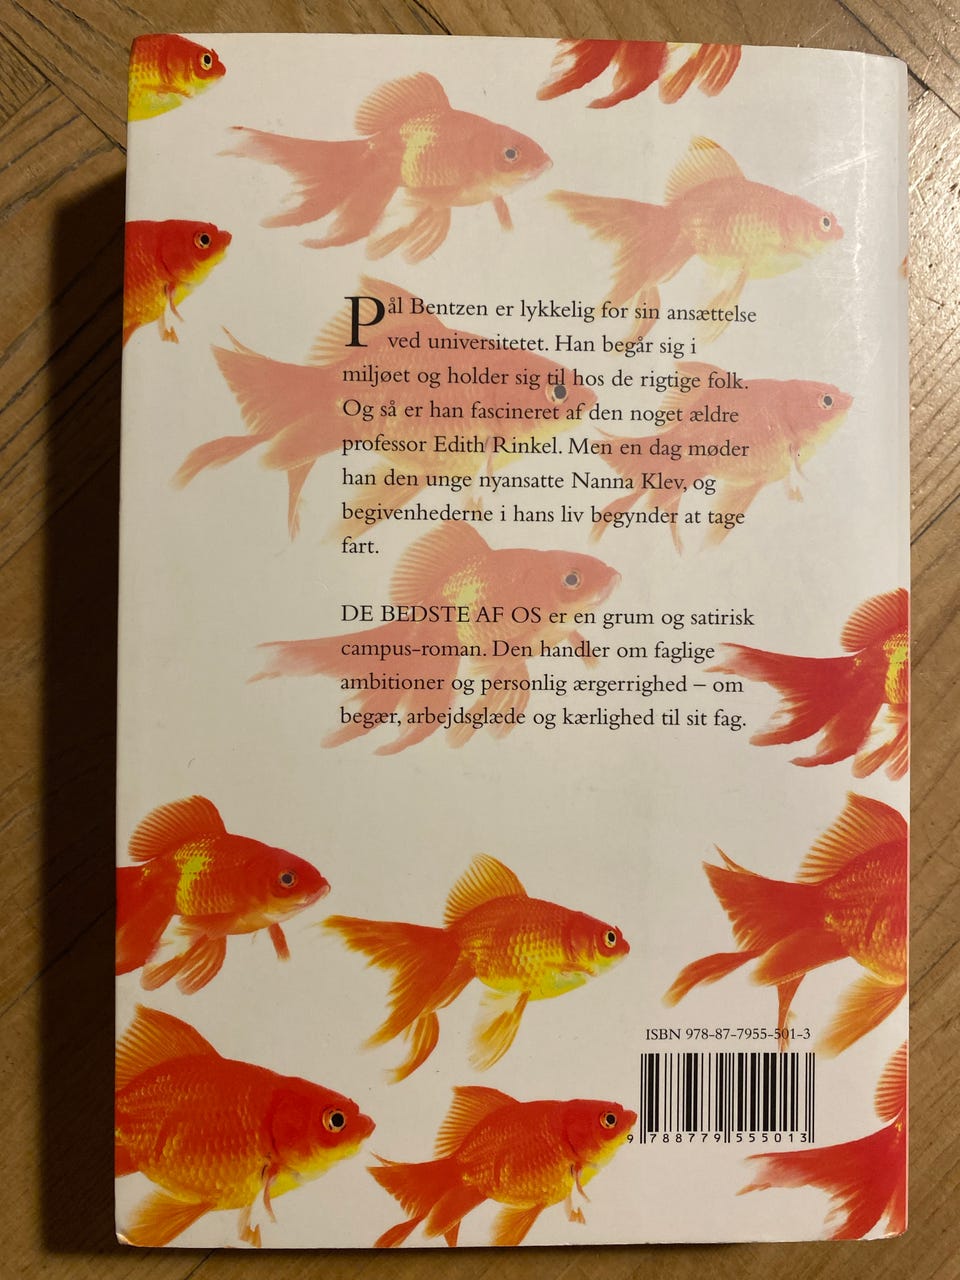 Pål Bentzen er lykkelig for sin ansættelse
ved universitetet. Han begår sig i
miljøet og holder sig til hos de rigtige folk.
Og så er han fascineret af den noget ældre
professor Edith Rinkel. Men en dag møder
han den unge nyansatte Nanna Klev, og
begivenhederne i hans liv begynder at tage
fart.
DE BEDSTE AF OS er en grum og satirisk
campus-roman. Den handler om faglige
ambitioner og personlig ærgerrighed – om
begær, arbejdsglæde og kærlighed til sit fag.
ISBN 978-87-7955-501-3
9 788779 555013